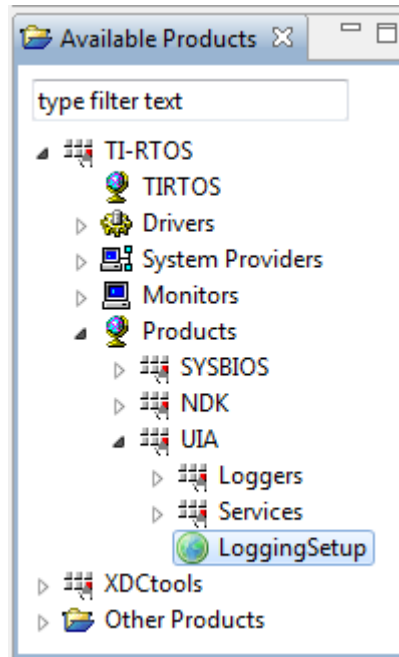 Available Products
type filter text
TI-RTOS
TIRTOS
Drivers
System Providers
Monitors
Products
SYSBIOS
NDK
UIA
Loggers
Services
LoggingSetup
XDCtools
Other Products